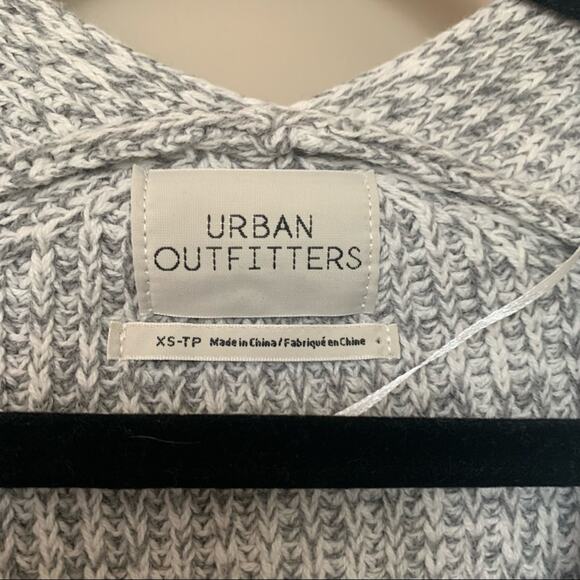 URBAN
OUTFITTERS
XS-TP Made in China / Fabriqué en Chine